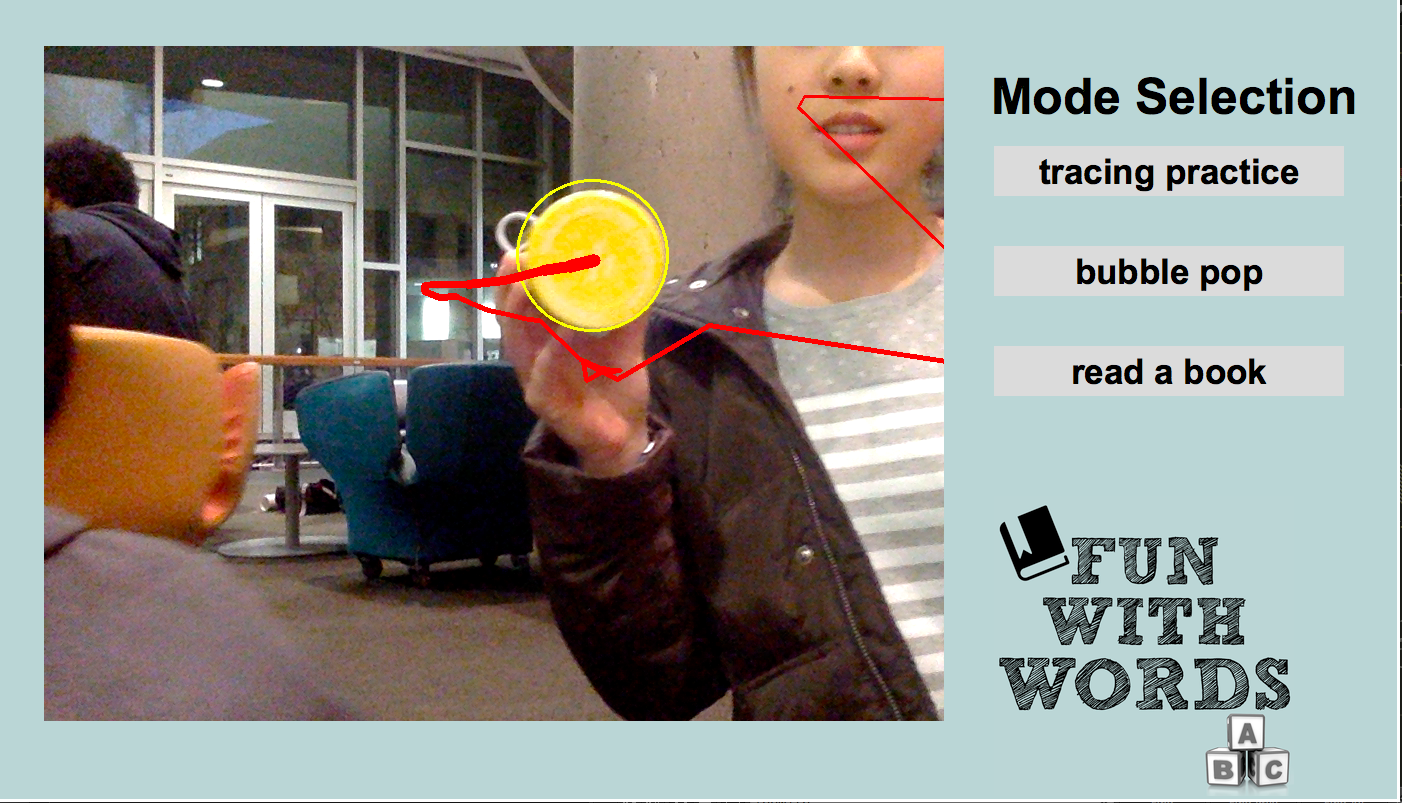 Mode Selection
tracing practice
bubble pop
read a book
FUN
WITH
WORDS
A
B C